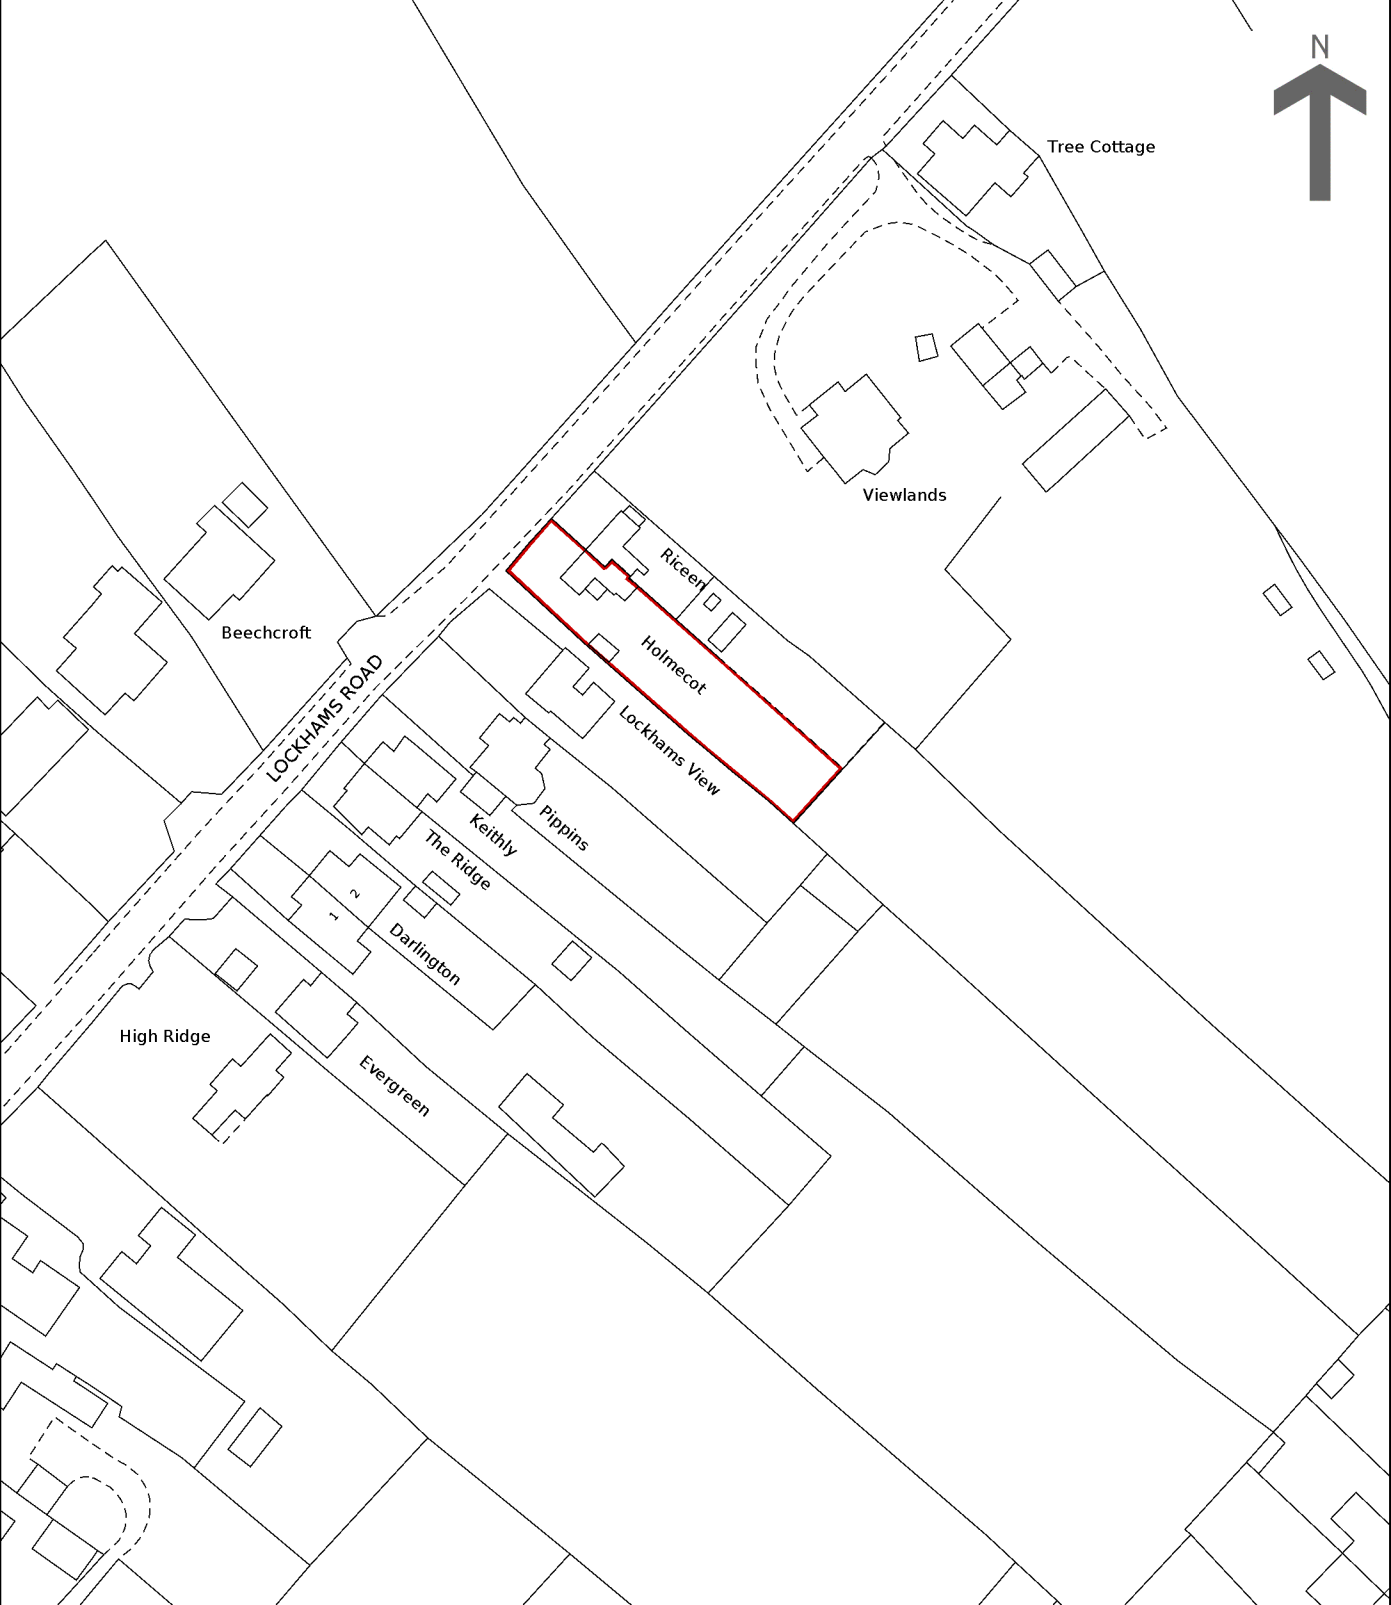 N
Tree Cottage
Viewlands
Riceen
Beechcroft
Holmecot
LOCKHAMS ROAD
Lockhams View
Pippins
Keithly
The Ridge
2
1
Darlington
High Ridge
Evergreen